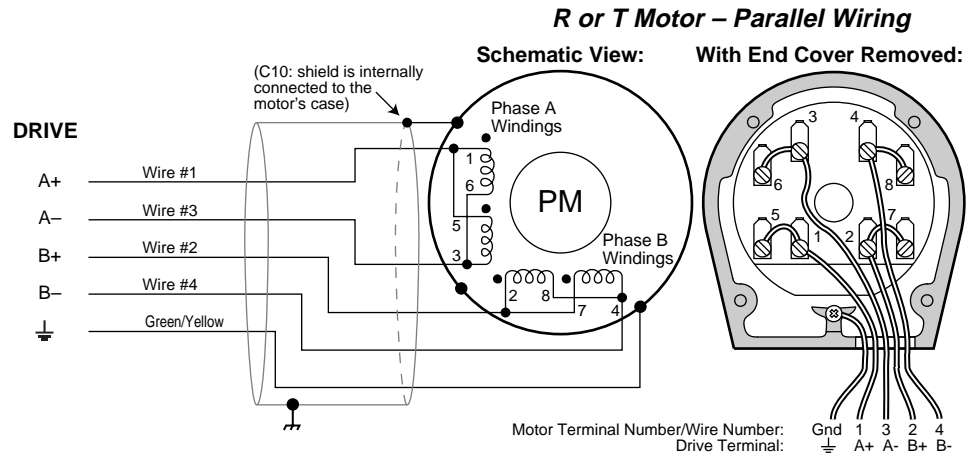 R or T Motor – Parallel Wiring
Schematic View:
With End Cover Removed:
(C10: shield is internally
connected to the
motor's case)
DRIVE
Phase A
Windings
1
6
5
3
PM
Phase B
Windings
2 8 7 4
A+ Wire #1
A– Wire #3
B+ Wire #2
B– Wire #4
Green/Yellow
3 4
6 8
5 1 2 7
Motor Terminal Number/Wire Number: Gnd 1 3 2 4
Drive Terminal: A+ A- B+ B-